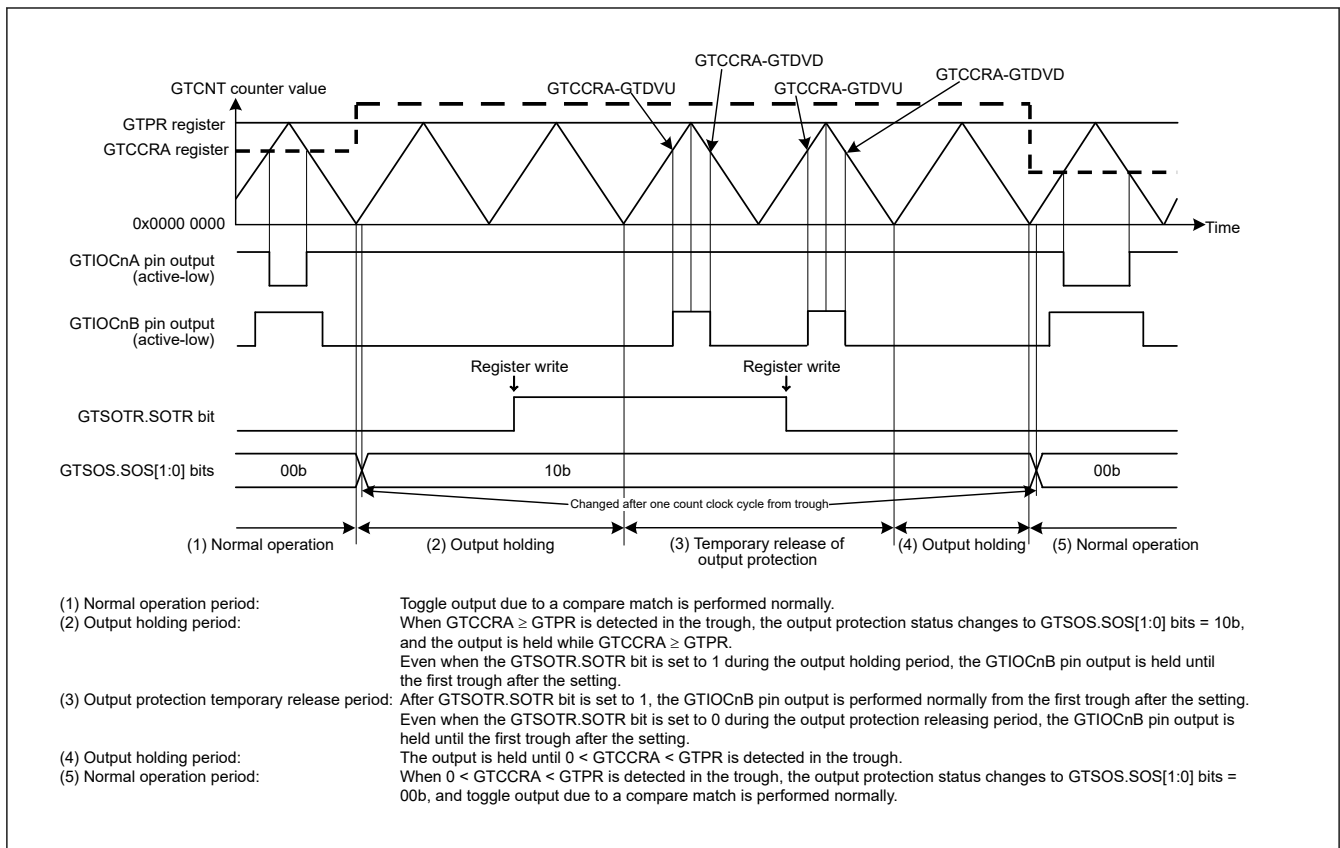 GTCCRA-GTDVD
GTCCRA-GTDVU
GTCCRA-GTDVU
GTCCRA-GTDVD
GTCNT counter value
GTPR register
GTCCRA register
0x0000 0000
Time
GTIOCnA pin output
(active-low)
GTIOCnB pin output
(active-low)
Register write
Register write
GTSOTR.SOTR bit
GTSOS.SOS[1:0] bits
00b
10b
00b
Changed after one count clock cycle from trough
(1) Normal operation
(2) Output holding
(3) Temporary release of
output protection
(4) Output holding
(5) Normal operation
(1) Normal operation period: Toggle output due to a compare match is performed normally.
(2) Output holding period: When GTCCRA ≥ GTPR is detected in the trough, the output protection status changes to GTSOS.SOS[1:0] bits = 10b,
and the output is held while GTCCRA ≥ GTPR.
Even when the GTSOTR.SOTR bit is set to 1 during the output holding period, the GTIOCnB pin output is held until
the first trough after the setting.
(3) Output protection temporary release period: After GTSOTR.SOTR bit is set to 1, the GTIOCnB pin output is performed normally from the first trough after the setting.
Even when the GTSOTR.SOTR bit is set to 0 during the output protection releasing period, the GTIOCnB pin output is
held until the first trough after the setting.
(4) Output holding period: The output is held until 0 < GTCCRA < GTPR is detected in the trough.
(5) Normal operation period: When 0 < GTCCRA < GTPR is detected in the trough, the output protection status changes to GTSOS.SOS[1:0] bits =
00b, and toggle output due to a compare match is performed normally.